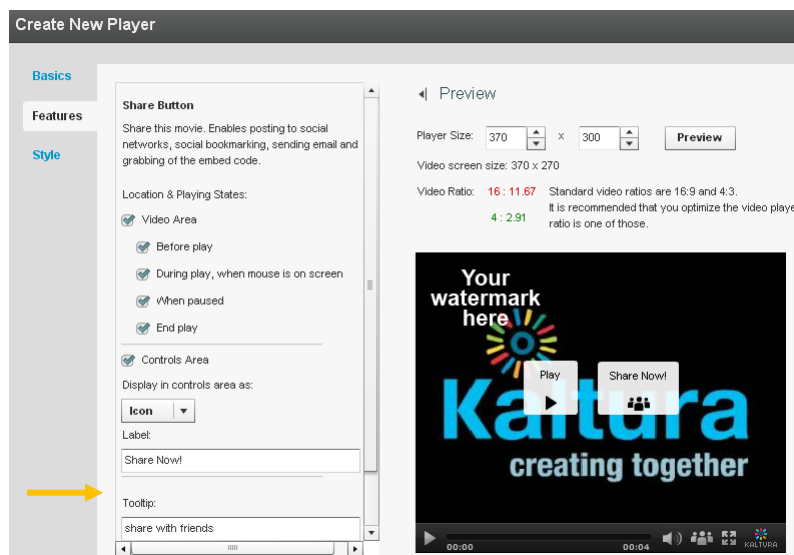 Create New Player
Basics
Features
Style
Share Button
Share this movie. Enables posting to social
networks, social bookmarking, sending email and
grabbing of the embed code.
Location & Playing States:
Video Area
Before play
During play, when mouse is on screen
When paused
End play
Controls Area
Display in controls area as:
Icon
Label:
Share Now!
Tooltip:
share with friends
Preview
Player Size: 370 x 300 Preview
Video screen size: 370 x 270
Video Ratio: 16 : 11.67 Standard video ratios are 16:9 and 4:3.
It is recommended that you optimize the video playe
4 : 2.91 ratio is one of those.
Your
watermark
here
Play Share Now!
Kaltura
creating together
00:00 00:04 KALTURA